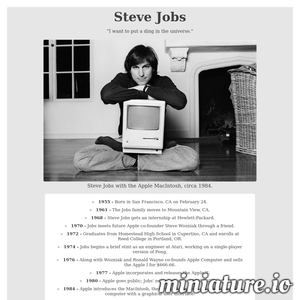 Steve Jobs
"I want to put a ding in the universe."
Steve Jobs with the Apple MacIntosh, circa 1984.
1955 - Born in San Francisco, CA on February 24.
1961 - The Jobs family moves to Mountain View, CA.
1968 - Steve Jobs gets an internship at Hewlett-Packard.
1970 - Jobs meets future Apple co-founder Steve Wozniak through a friend.
1972 - Graduates from Homestead High School in Cupertino, CA and enrolls at
Reed College in Portland, OR.
1974 - Jobs begins a brief stint as an engineer at Atari, working on a single-player
version of Pong.
1976 - Along with Wozniak and Ronald Wayne co-founds Apple Computer and sells
the Apple I for $666.66.
1977 - Apple incorporates and releases the Apple
1980 - Apple goes public; Jobs'
1984 - Apple introduces the Macintosh, the
computer with a graphical user interface.
miniature.io